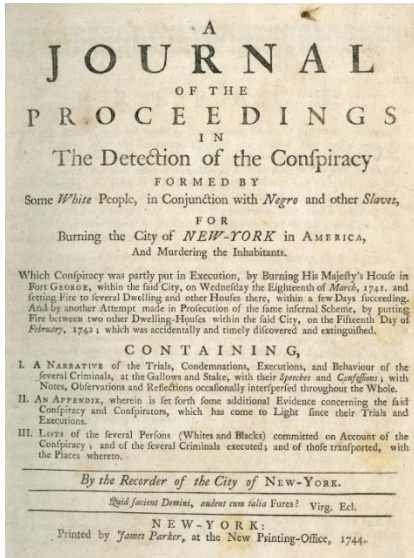 A
JOURNAL
OF THE
PROCEEDINGS
IN
The Detection of the Conſpiracy
FORMED BY
Some White People, in Conjunction with Negro and other Slaves,
FOR
Burning the City of NEW-YORK in AMERICA,
And Murdering the Inhabitants.
Which Conſpiracy was partly put in Execution, by Burning His Majeſty's Houſe in
Fort GEORGE, within the ſaid City, on Wedneſday the Eighteenth of March, 1741. and
ſetting Fire to ſeveral Dwelling and other Houſes there, within a few Days ſucceeding.
And by another Attempt made in Proſecution of the ſame infernal Scheme, by putting
Fire between two other Dwelling-Houſes within the ſaid City, on the Fifteenth Day of
February, 1742; which was accidentally and timely diſcovered and extinguiſhed.
CONTAINING,
I. A NARRATIVE of the Trials, Condemnations, Executions, and Behaviour of the
ſeveral Criminals, at the Gallows and Stake, with their Speeches and Confeſſions; with
Notes, Obſervations and Reflections occaſionally interſperſed throughout the Whole.
II. AN APPENDIX, wherein is ſet forth ſome additional Evidence concerning the ſaid
Conſpiracy and Conſpirators, which has come to Light ſince their Trials and
Executions.
III. LISTS of the ſeveral Perſons (Whites and Blacks) committed on Account of the
Conſpiracy; and of the ſeveral Criminals executed; and of thoſe tranſported, with
the Places whereto.
By the Recorder of the City of NEW-YORK.
Quid facient Domini, audent cum talia Fures? Virg. Ecl.
NEW-YORK:
Printed by James Parker, at the New Printing-Office, 1744.